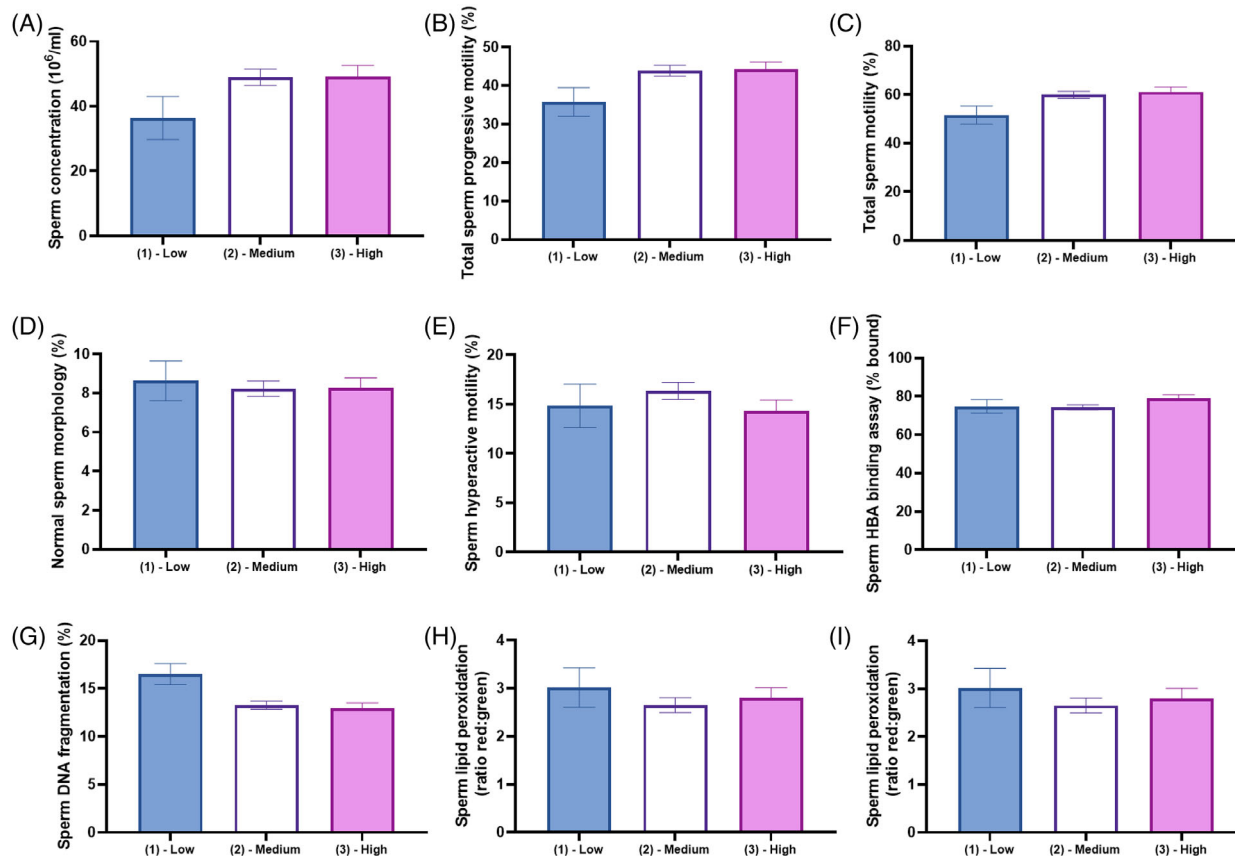 (A)
Sperm concentration (10⁶/ml)
60
40
20
0
(1) - Low
(2) - Medium
(3) - High
(B)
Total sperm progressive motility (%)
50
40
30
20
10
0
(1) - Low
(2) - Medium
(3) - High
(C)
Total sperm motility (%)
80
60
40
20
0
(1) - Low
(2) - Medium
(3) - High
(D)
Normal sperm morphology (%)
10
8
6
4
2
0
(1) - Low
(2) - Medium
(3) - High
(E)
Sperm hyperactive motility (%)
20
15
10
5
0
(1) - Low
(2) - Medium
(3) - High
(F)
Sperm HBA binding assay (% bound)
100
80
60
40
20
0
(1) - Low
(2) - Medium
(3) - High
(G)
Sperm DNA fragmentation (%)
20
15
10
5
0
(1) - Low
(2) - Medium
(3) - High
(H)
Sperm lipid peroxidation
(ratio red:green)
4
3
2
1
0
(1) - Low
(2) - Medium
(3) - High
(I)
Sperm lipid peroxidation
(ratio red:green)
4
3
2
1
0
(1) - Low
(2) - Medium
(3) - High